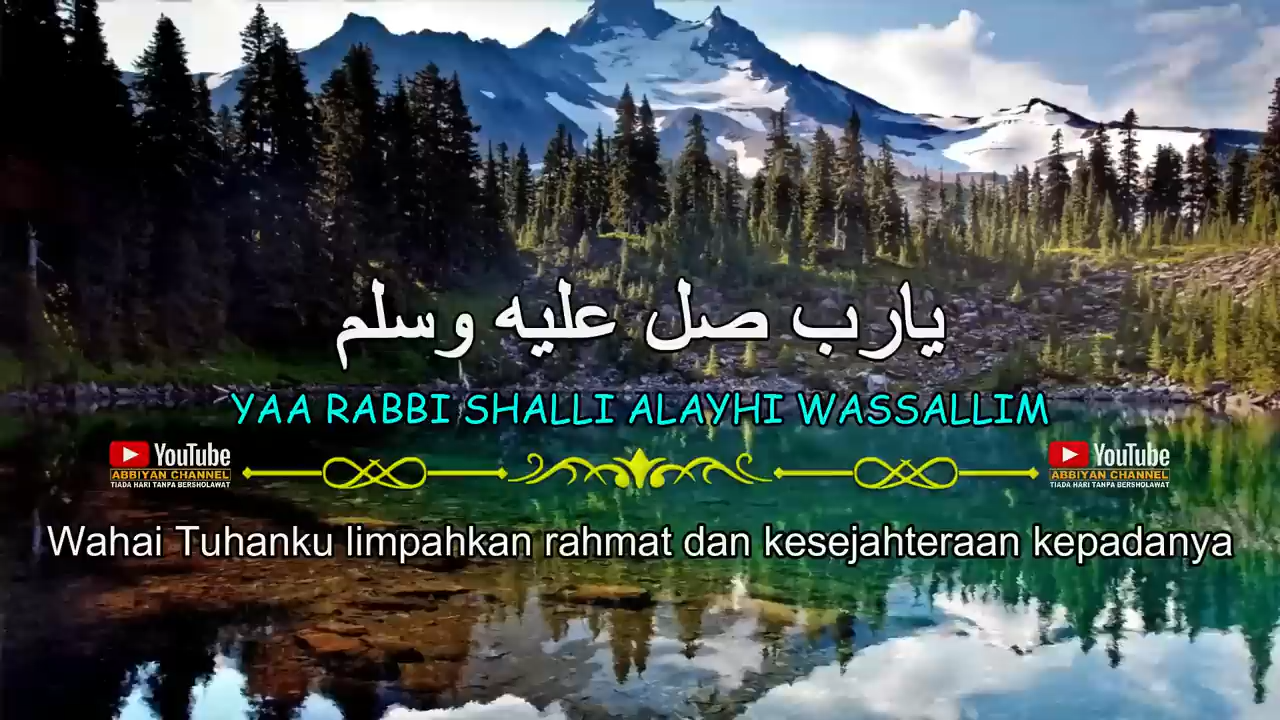 يارب صل عليه وسلم
YAA RABBI SHALLI ALAYHI WASSALLIM
YouTube
ABBIYAN CHANNEL
TIADA HARI TANPA BERSHOLAWAT
YouTube
ABBIYAN CHANNEL
TIADA HARI TANPA BERSHOLAWAT
Wahai Tuhanku limpahkan rahmat dan kesejahteraan kepadanya